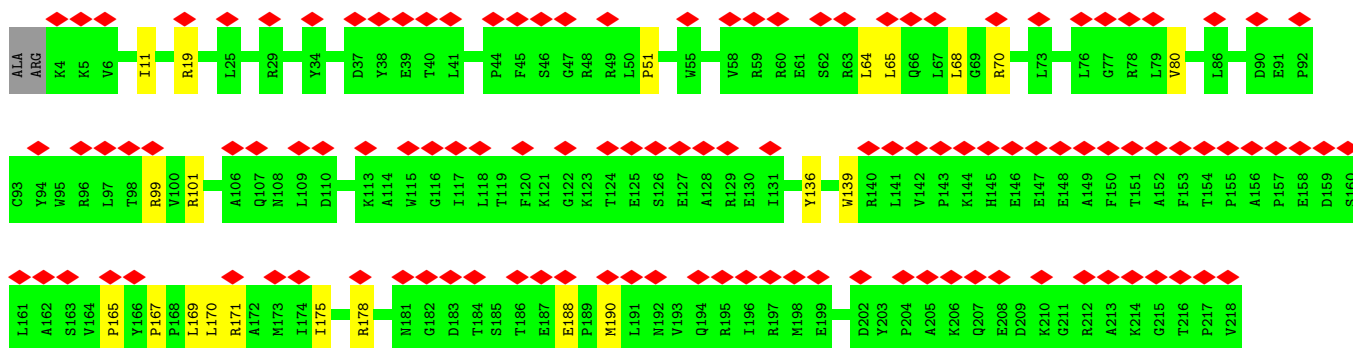 ALA ARG K4 K5 V6 I11 R19 L25 R29 Y34 D37 Y38 E39 T40 L41 P44 F45 S46 G47 R48 R49 L50 P51 W55 V58 R59 R60 E61 S62 R63 L64 L65 Q66 L67 L68 G69 R70 L73 L76 G77 R78 L79 V80 L86 D90 E91 P92
C93 Y94 W95 R96 L97 T98 R99 V100 R101 A106 Q107 N108 L109 D110 K113 A114 W115 G116 I117 L118 T119 F120 K121 G122 K123 T124 E125 S126 E127 A128 R129 E130 I131 Y136 W139 R140 L141 V142 P143 K144 H145 E146 E147 E148 A149 F150 T151 A152 F153 T154 P155 A156 P157 E158 D159 S160
L161 A162 S163 V164 P165 Y166 P167 P168 L169 L170 R171 A172 M173 I174 I175 R178 N181 G182 D183 T184 S185 T186 E187 E188 P189 M190 L191 N192 V193 Q194 R195 I196 R197 M198 E199 D202 Y203 P204 A205 K206 Q207 E208 D209 K210 G211 R212 A213 K214 G215 T216 P217 V218